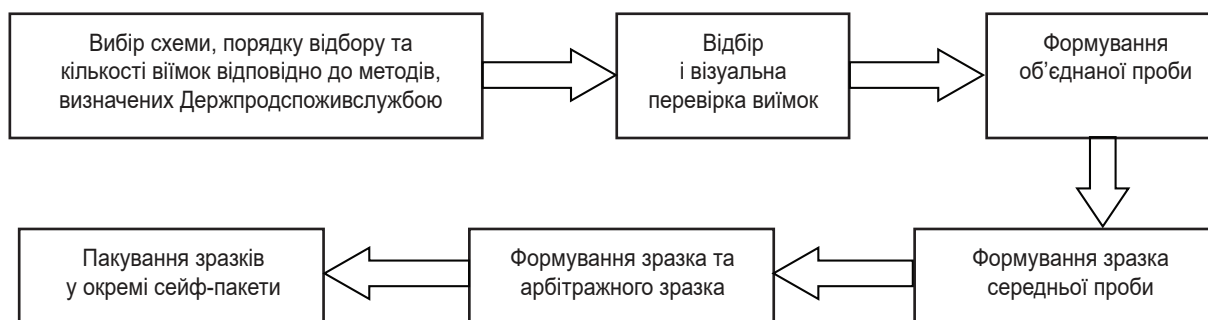 Вибір схеми, порядку відбору та
кількості віїмок відповідно до методів,
визначених Держпродспоживслужбою
Відбір
і візуальна
перевірка виїмок
Формування
об’єднаної проби
Формування зразка
середньої проби
Формування зразка та
арбітражного зразка
Пакування зразків
у окремі сейф-пакети